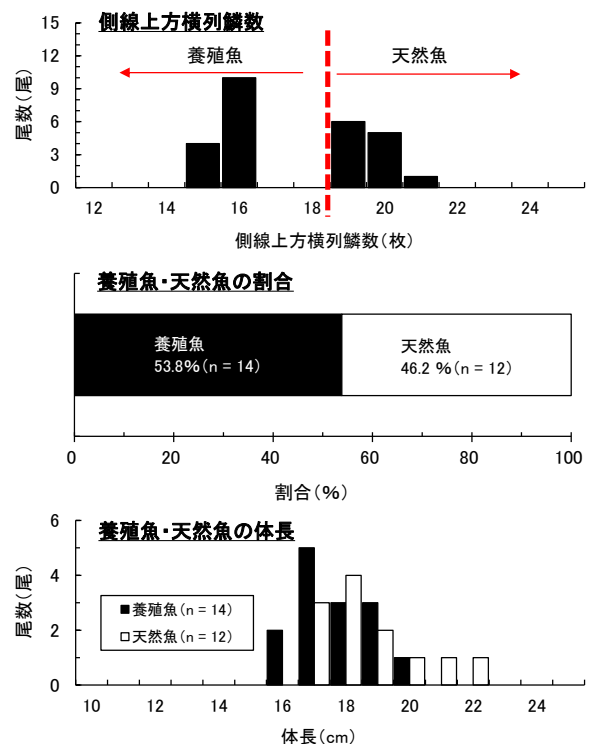 側線上方横列鱗数
養殖魚
天然魚
尾数(尾)
15
12
9
6
3
0
12 14 16 18 20 22 24
側線上方横列鱗数(枚)
養殖魚・天然魚の割合
養殖魚
53.8%(n = 14)
天然魚
46.2 %(n = 12)
0 20 40 60 80 100
割合(%)
養殖魚・天然魚の体長
尾数(尾)
6
4
2
0
養殖魚(n = 14)
天然魚(n = 12)
10 12 14 16 18 20 22 24
体長(cm)